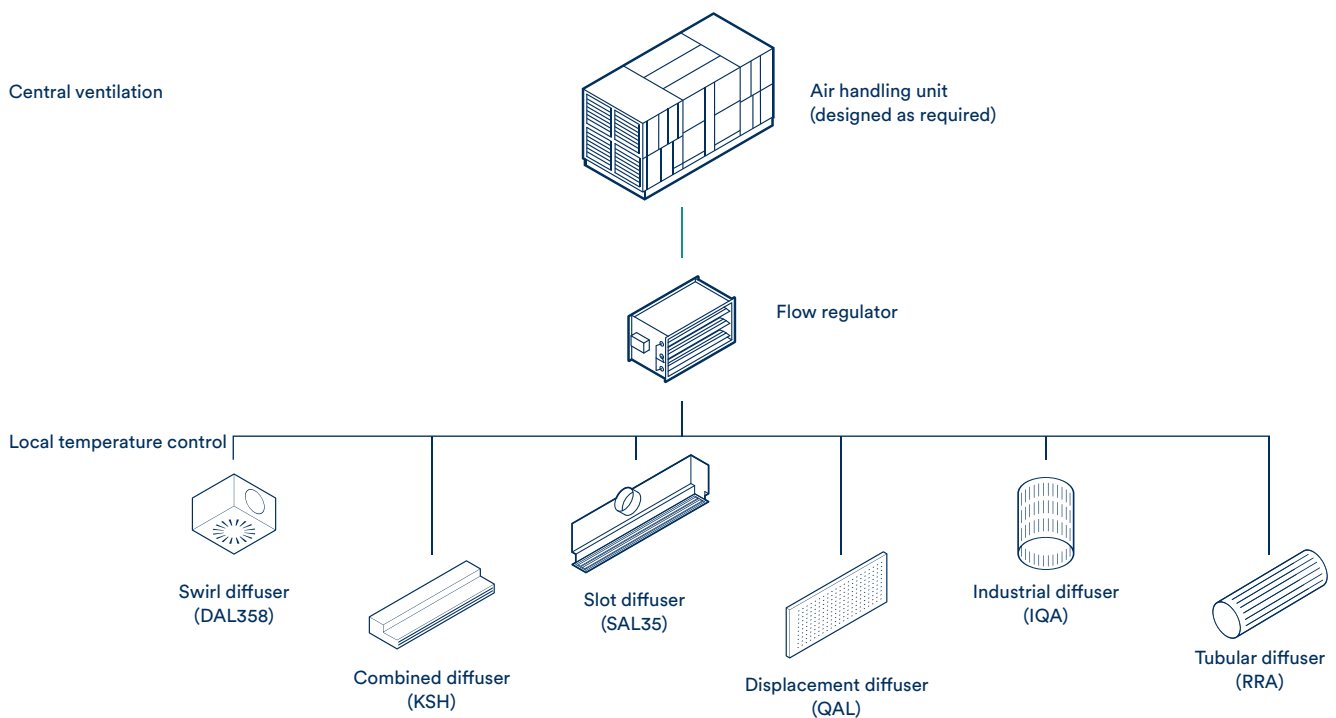 Central ventilation
Air handling unit
(designed as required)
Flow regulator
Local temperature control
Swirl diffuser
(DAL358)
Combined diffuser
(KSH)
Slot diffuser
(SAL35)
Displacement diffuser
(QAL)
Industrial diffuser
(IQA)
Tubular diffuser
(RRA)